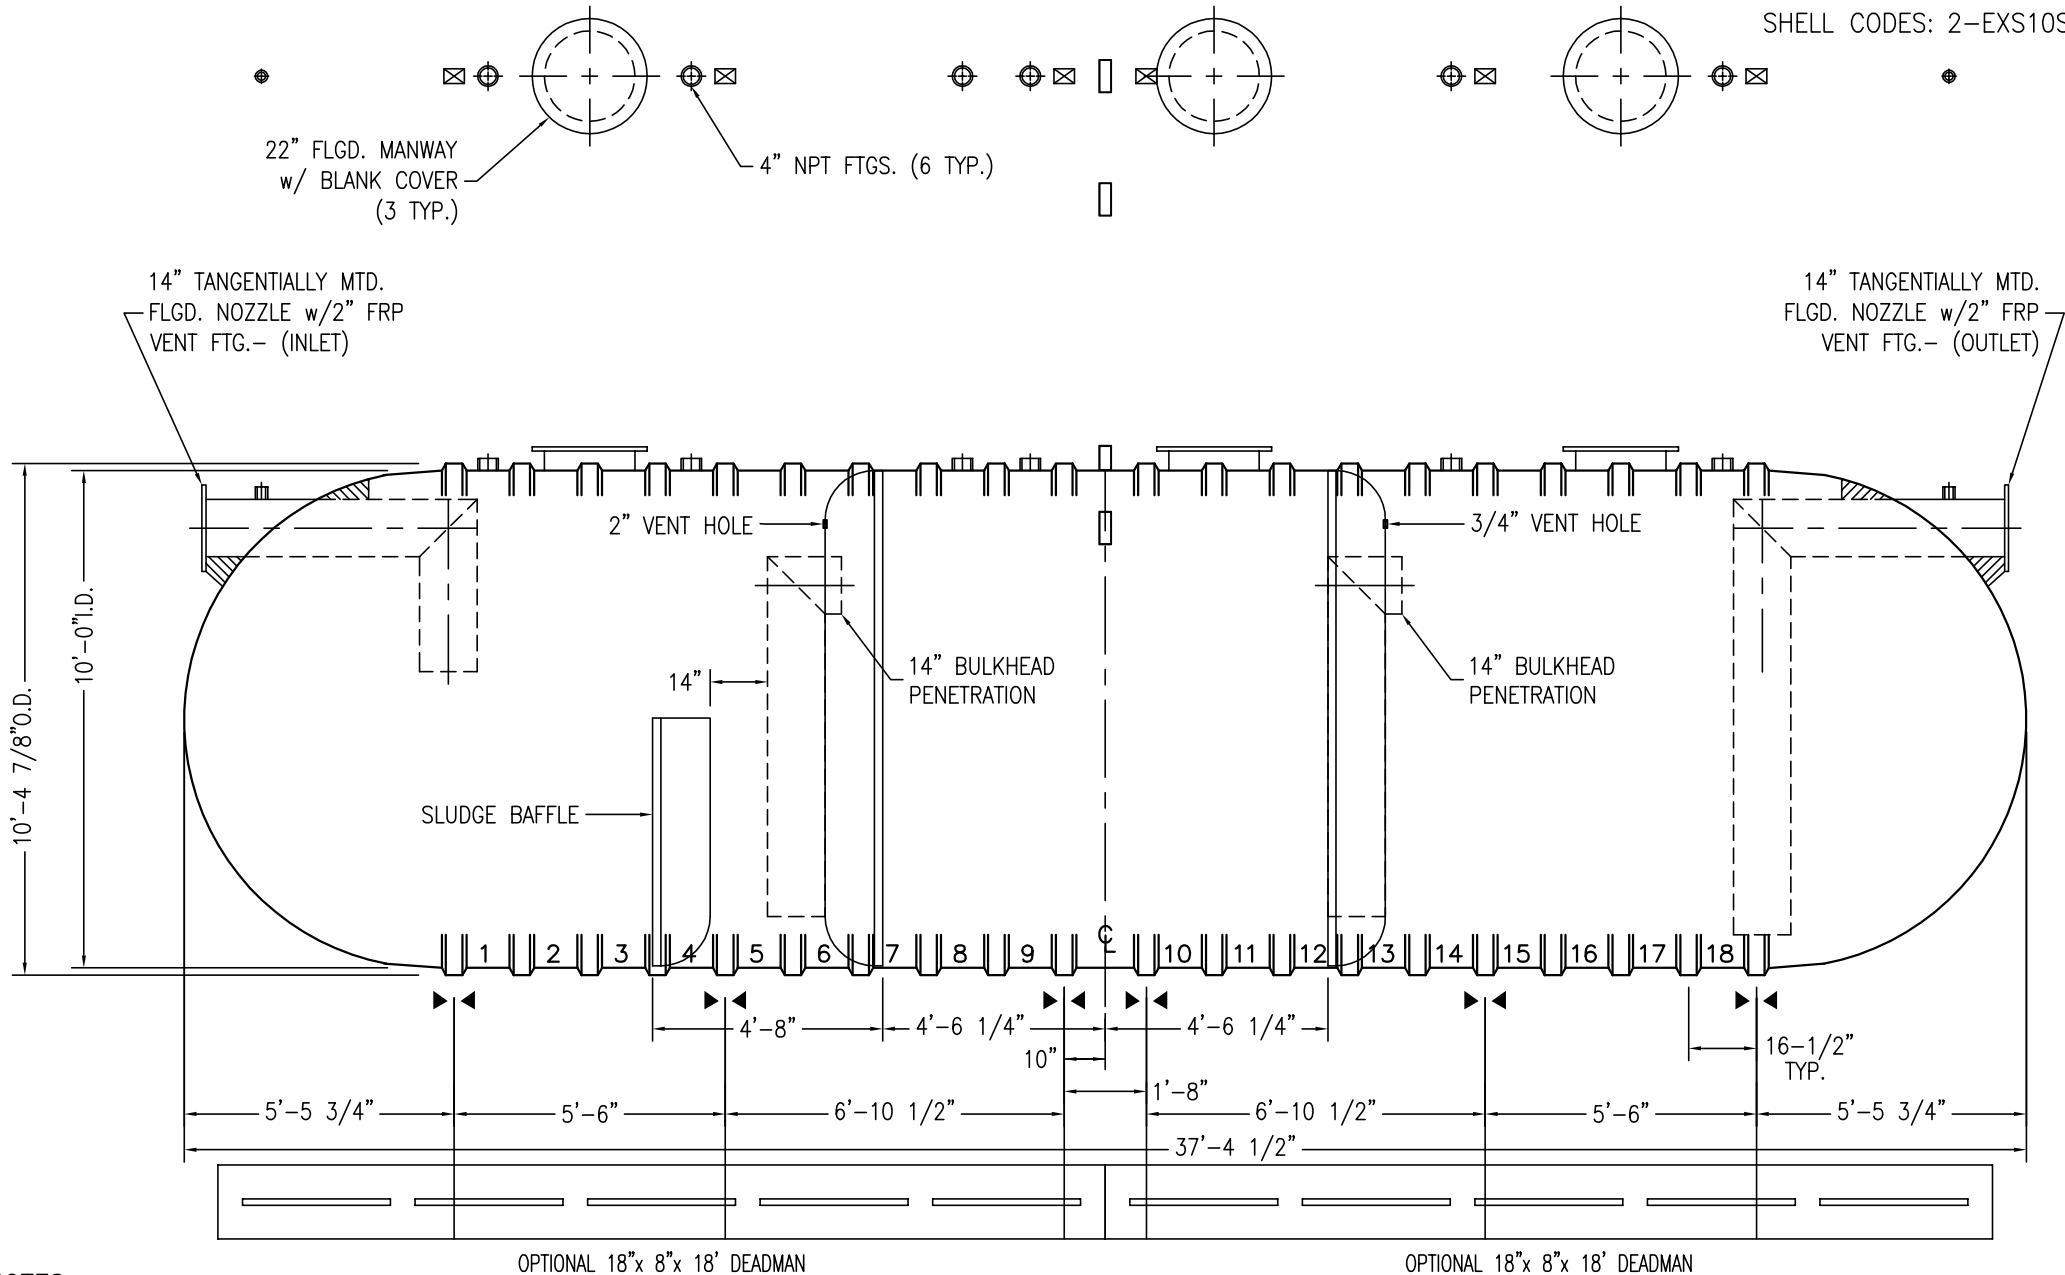 SHELL CODES: 2-EXS10S
22" FLGD. MANWAY
w/ BLANK COVER
(3 TYP.)
4" NPT FTGS. (6 TYP.)
14" TANGENTIALLY MTD.
FLGD. NOZZLE w/2" FRP
VENT FTG.- (INLET)
14" TANGENTIALLY MTD.
FLGD. NOZZLE w/2" FRP
VENT FTG.- (OUTLET)
2" VENT HOLE
3/4" VENT HOLE
10'-4 7/8"O.D.
10'-0"I.D.
14"
14" BULKHEAD
PENETRATION
14" BULKHEAD
PENETRATION
SLUDGE BAFFLE
℄
1 2 3 4 5 6 7 8 9 10 11 12 13 14 15 16 17 18
4'-8" 4'-6 1/4" 4'-6 1/4"
10"
16-1/2"
TYP.
1'-8"
5'-5 3/4" 5'-6" 6'-10 1/2" 6'-10 1/2" 5'-6" 5'-5 3/4"
37'-4 1/2"
OPTIONAL 18"x 8"x 18' DEADMAN
OPTIONAL 18"x 8"x 18' DEADMAN